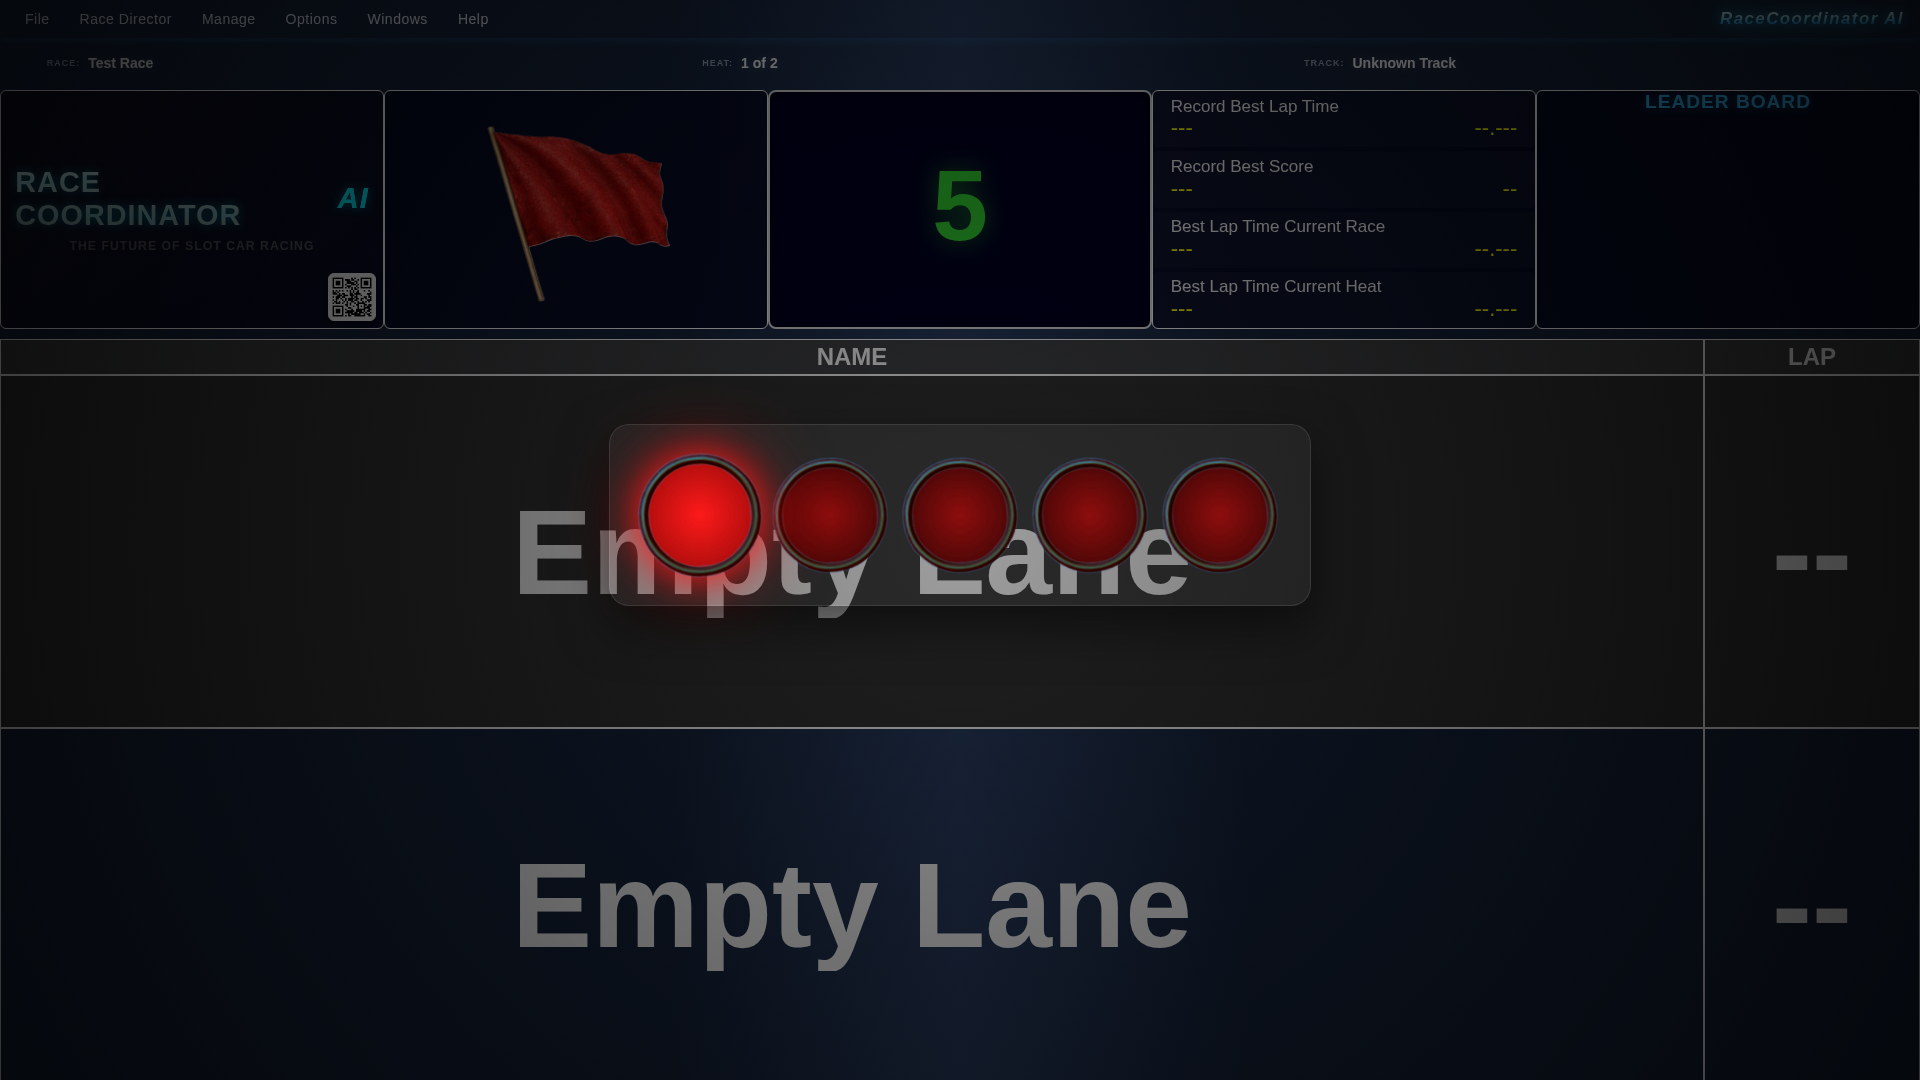 File Race Director Manage Options Windows Help RaceCoordinator AI
RACE: Test Race HEAT: 1 of 2 TRACK: Unknown Track
RACE
COORDINATOR
AI
THE FUTURE OF SLOT CAR RACING
5
Record Best Lap Time
--- --.---
Record Best Score
--- --
Best Lap Time Current Race
--- --.---
Best Lap Time Current Heat
--- --.---
LEADER BOARD
NAME LAP
Empty Lane --
Empty Lane --